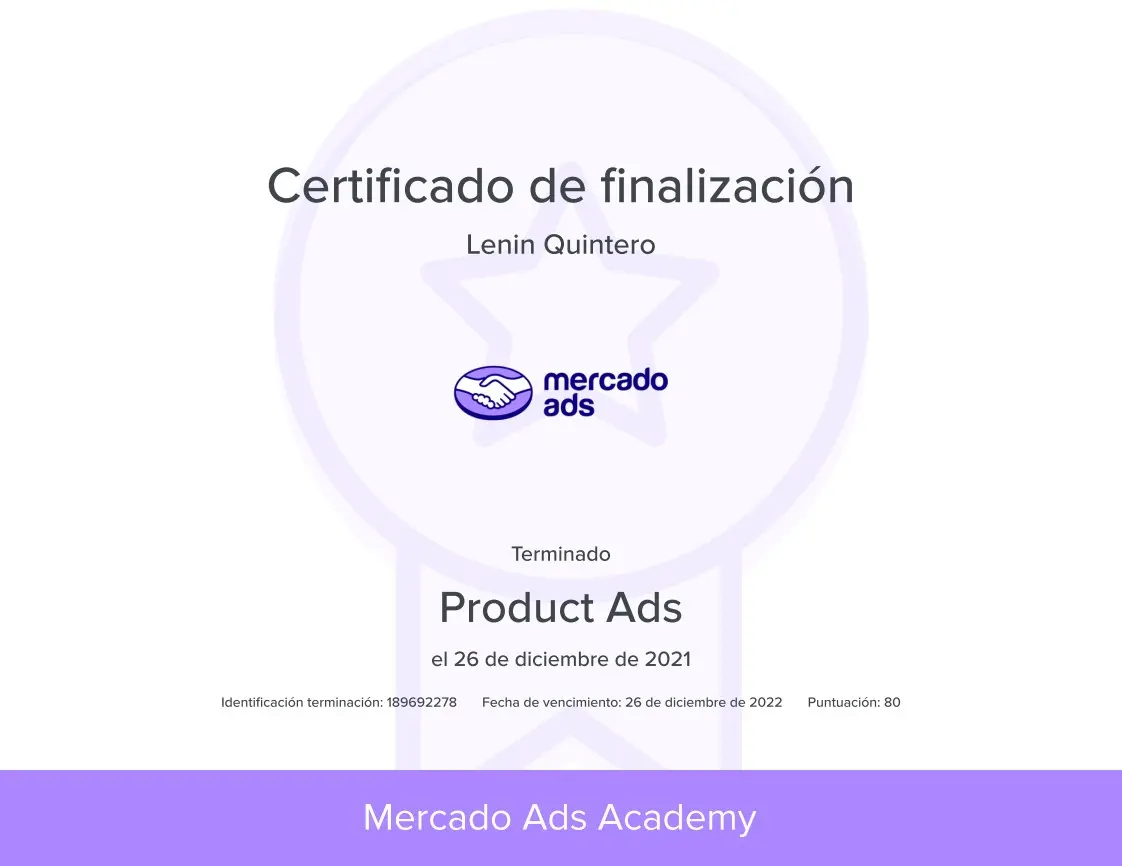 Certificado de finalización
Lenin Quintero
mercado
ads
Terminado
Product Ads
el 26 de diciembre de 2021
Identificación terminación: 189692278 Fecha de vencimiento: 26 de diciembre de 2022 Puntuación: 80
Mercado Ads Academy